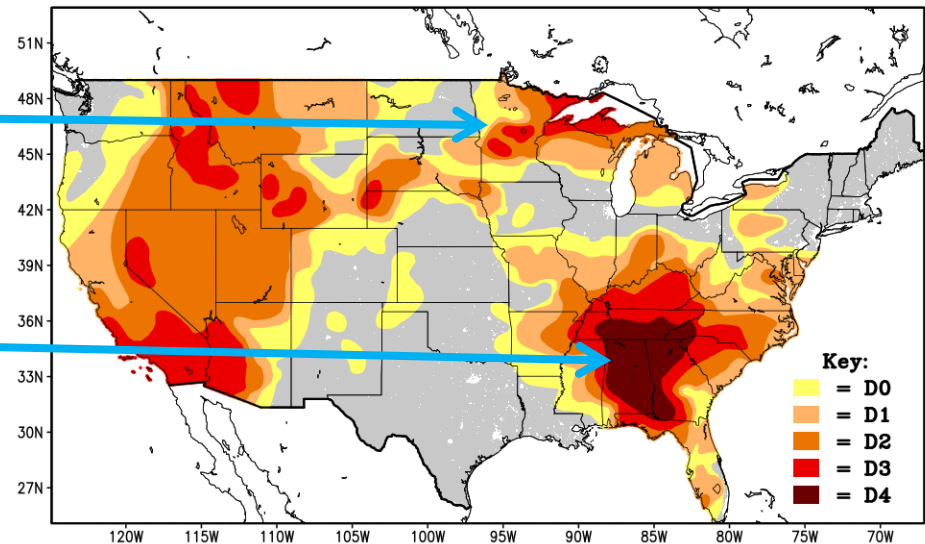 51N
48N
45N
42N
39N
36N
33N
30N
27N
Key:
= D0
= D1
= D2
= D3
= D4
120W 115W 110W 105W 100W 95W 90W 85W 80W 75W 70W